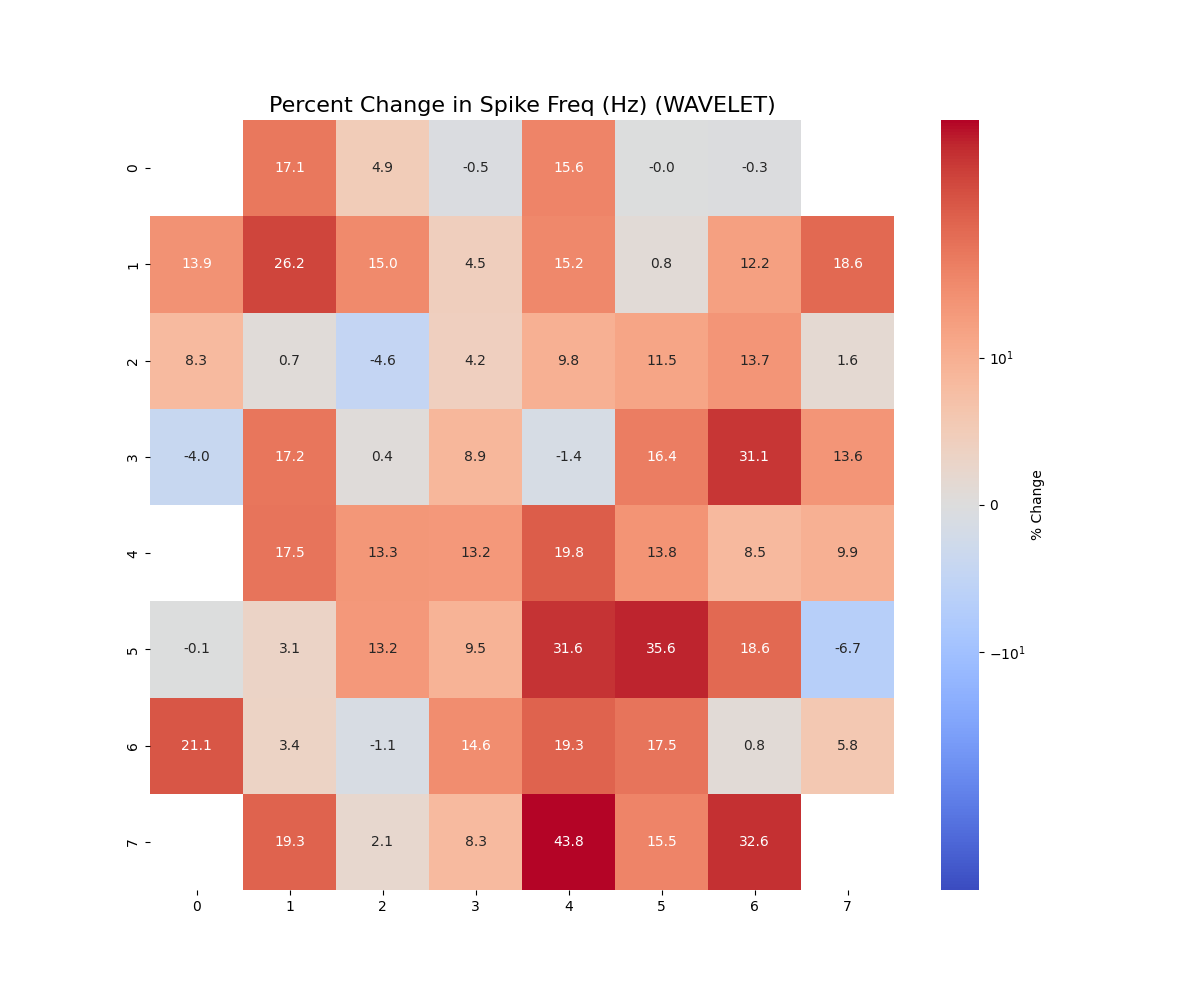 Percent Change in Spike Freq (Hz) (WAVELET)
0 17.1 4.9 -0.5 15.6 -0.0 -0.3
1 13.9 26.2 15.0 4.5 15.2 0.8 12.2 18.6
2 8.3 0.7 -4.6 4.2 9.8 11.5 13.7 1.6
3 -4.0 17.2 0.4 8.9 -1.4 16.4 31.1 13.6
4 17.5 13.3 13.2 19.8 13.8 8.5 9.9
5 -0.1 3.1 13.2 9.5 31.6 35.6 18.6 -6.7
6 21.1 3.4 -1.1 14.6 19.3 17.5 0.8 5.8
7 19.3 2.1 8.3 43.8 15.5 32.6
0 1 2 3 4 5 6 7
10¹
0
−10¹
% Change